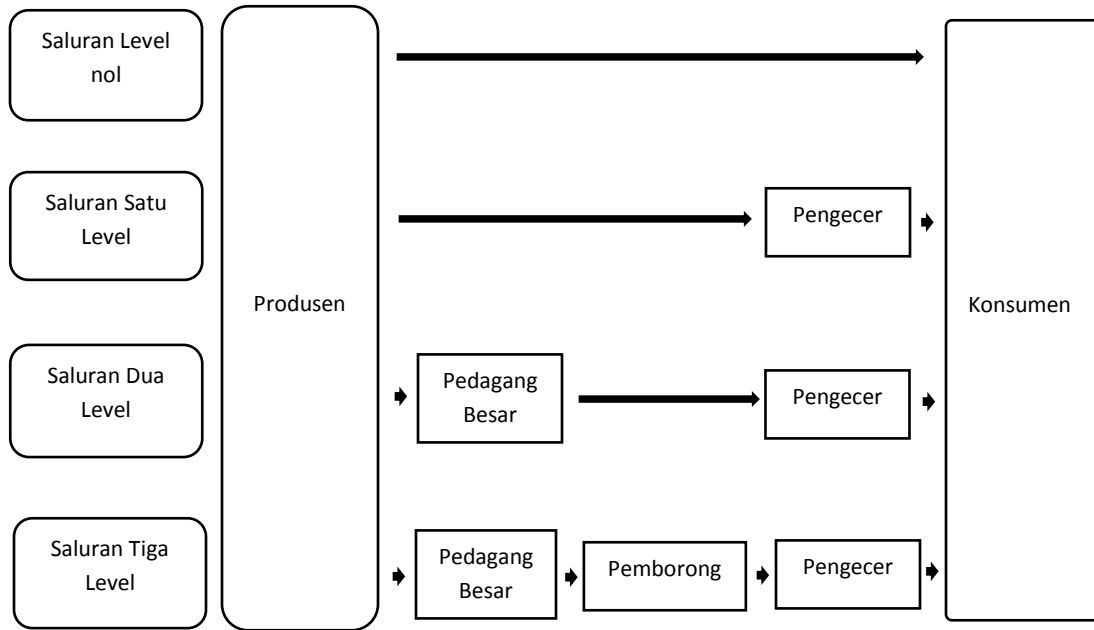 Saluran Level
nol
Saluran Satu
Level
Pengecer
Produsen
Konsumen
Saluran Dua
Level
Pedagang
Besar
Pengecer
Saluran Tiga
Level
Pedagang
Besar
Pemborong
Pengecer